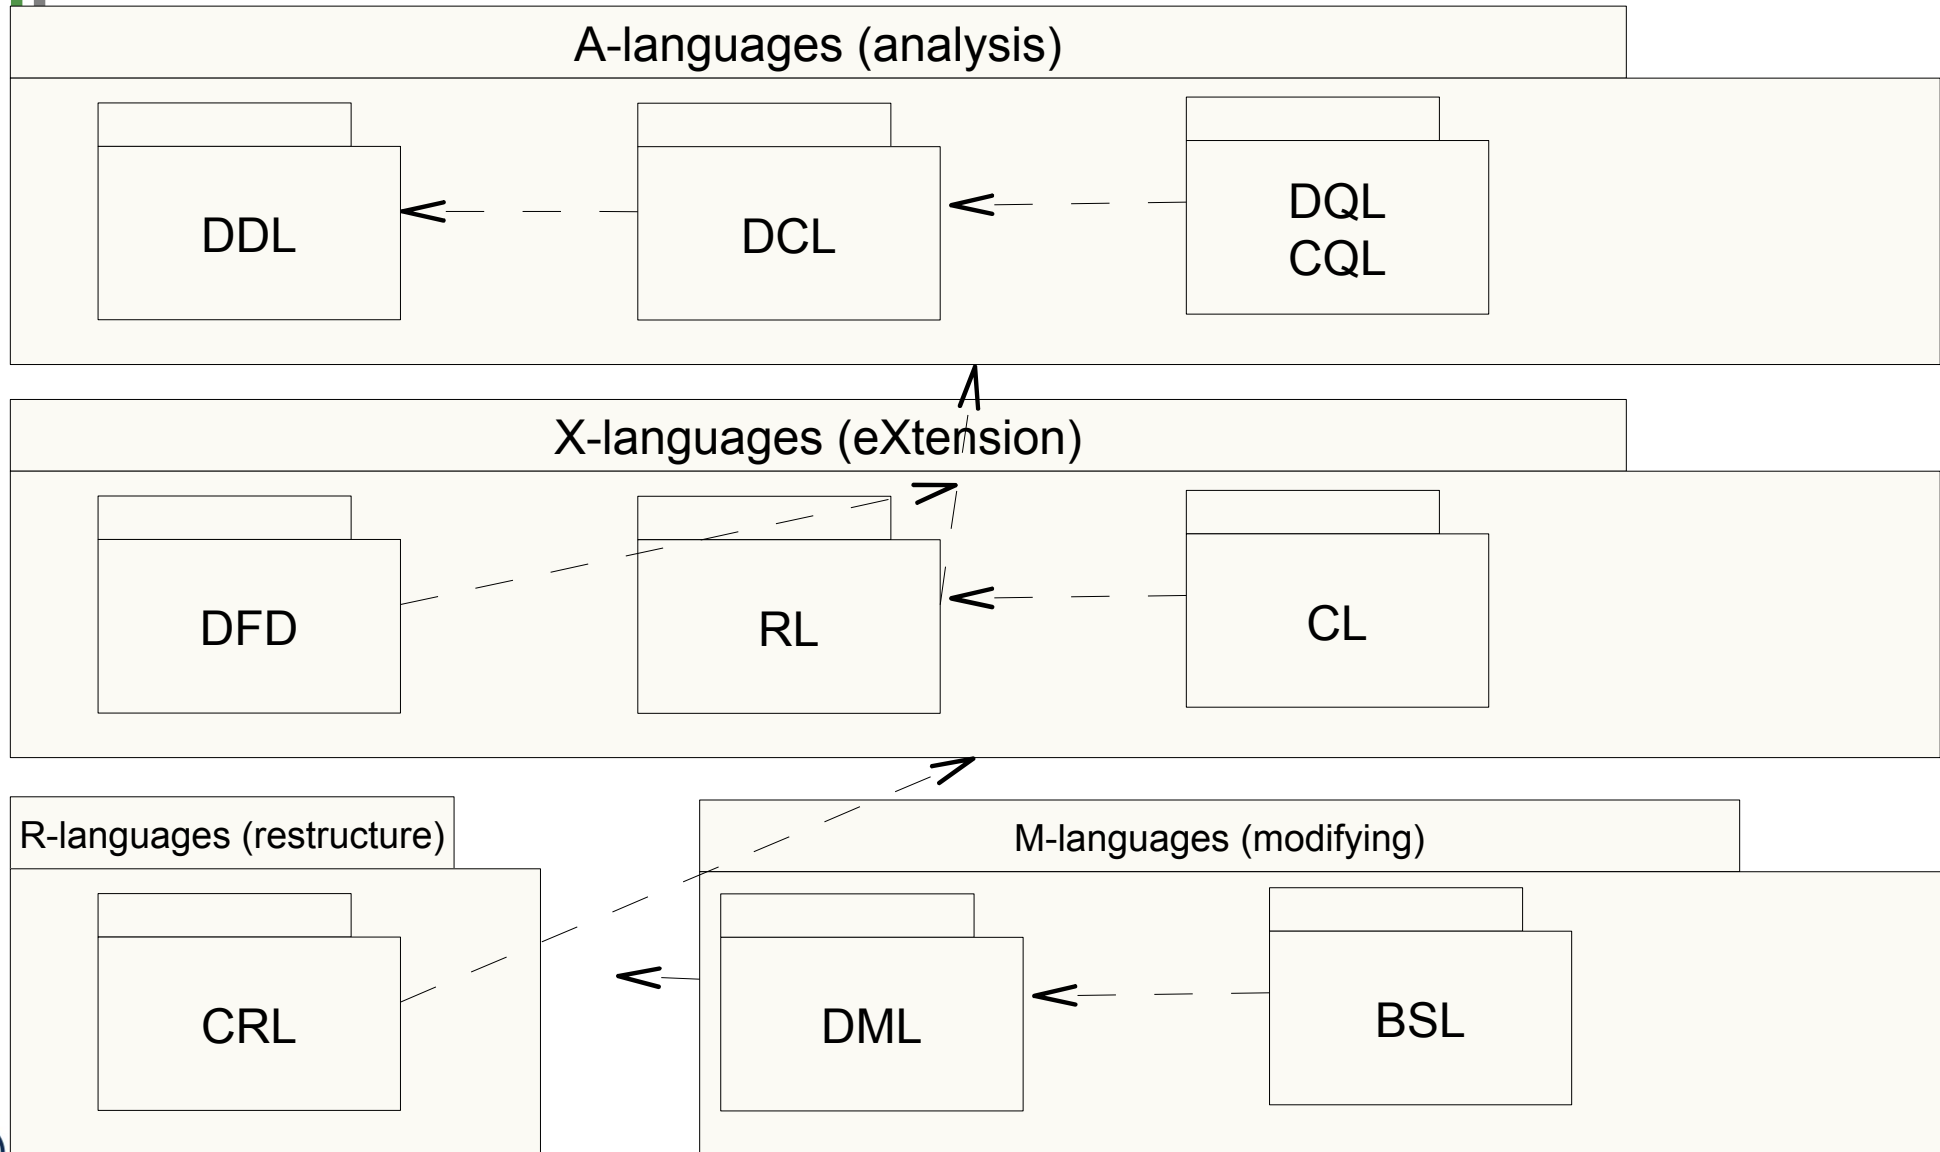 A-languages (analysis)
DDL
DCL
DQL
CQL
X-languages (eXtension)
DFD
RL
CL
R-languages (restructure)
M-languages (modifying)
CRL
DML
BSL